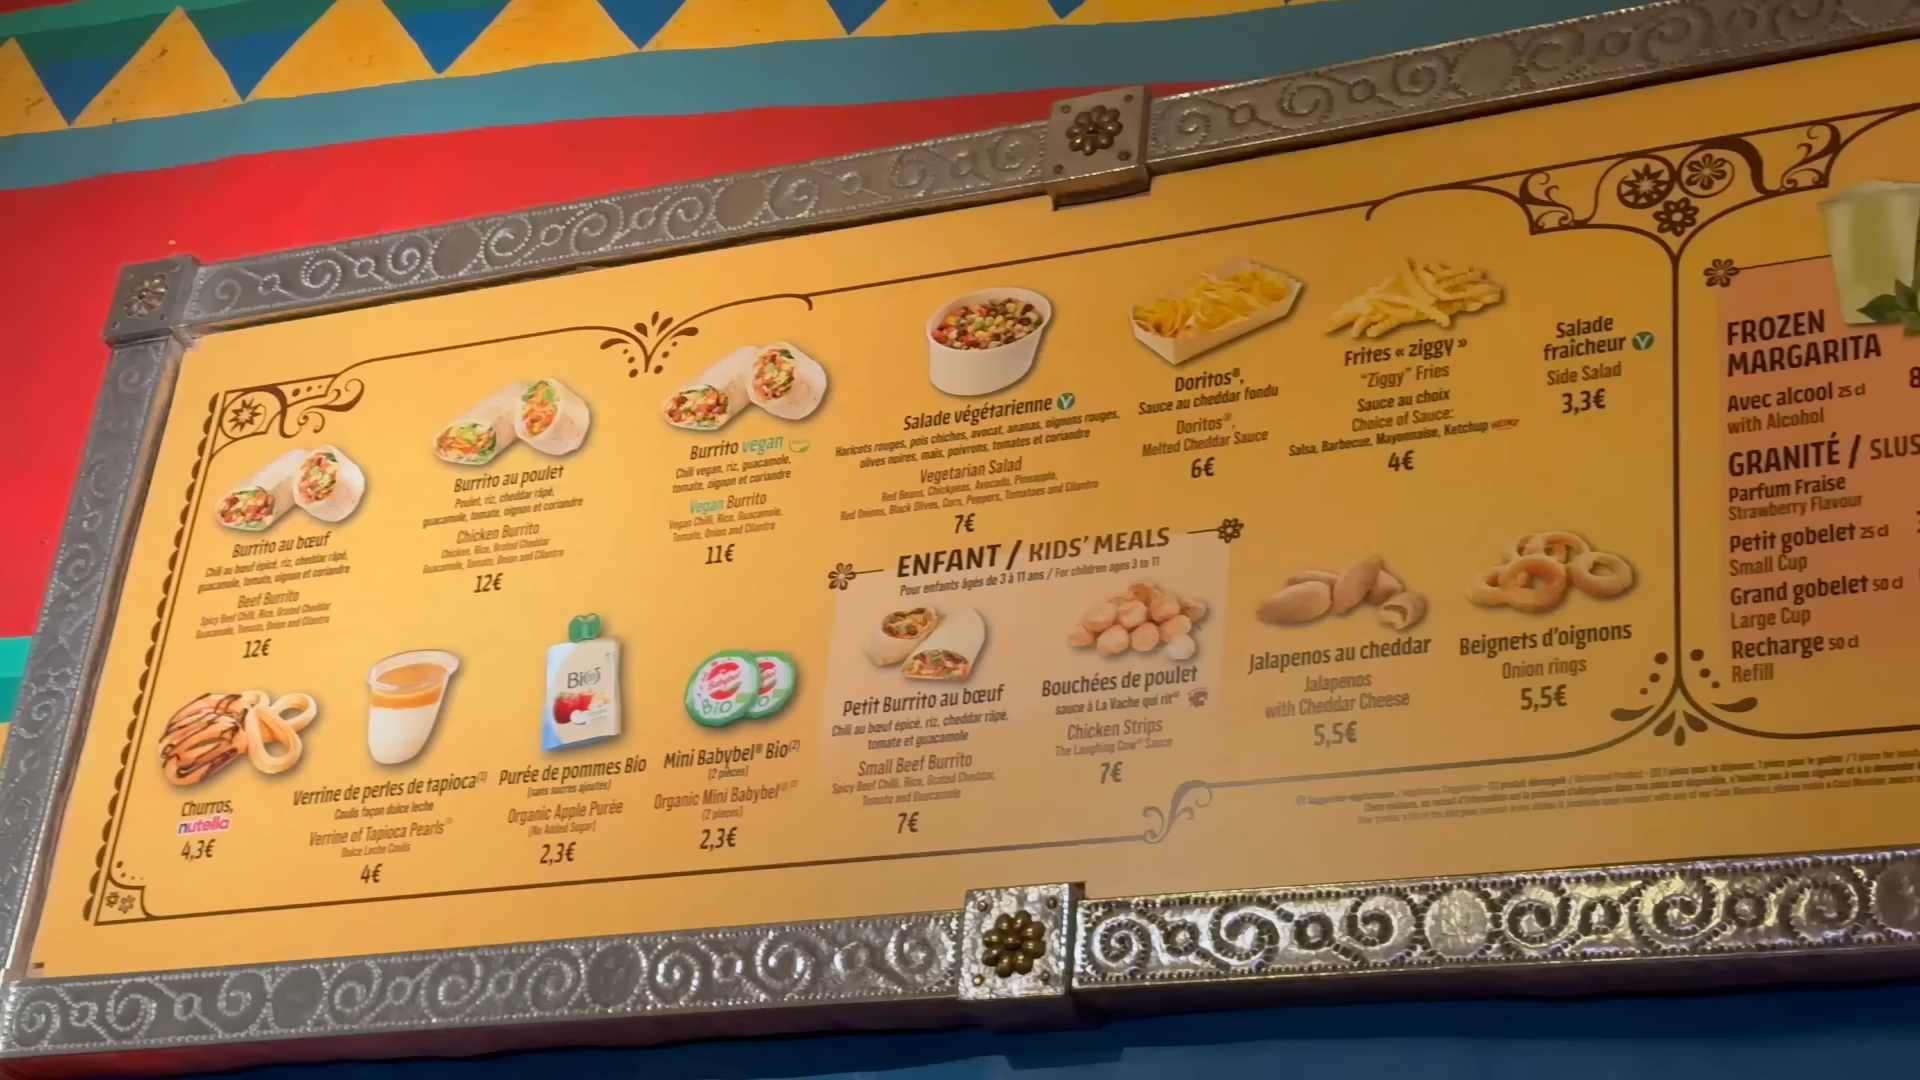 Burrito au bœuf
Chili au bœuf épicé, riz, cheddar râpé,
guacamole, tomate, oignon et coriandre
Beef Burrito
Spicy Beef Chili, Rice, Grated Cheddar
Guacamole, Tomato, Onion and Cilantro
12€
Burrito au poulet
Poulet, riz, cheddar râpé,
guacamole, tomate, oignon et coriandre
Chicken Burrito
Chicken, Rice, Grated Cheddar
Guacamole, Tomato, Onion and Cilantro
12€
Burrito vegan
Chili vegan, riz, guacamole,
tomate, oignon et coriandre
Vegan Burrito
Vegan Chili, Rice, Guacamole,
Tomato, Onion and Cilantro
11€
Salade végétarienne V
Haricots rouges, pois chiches, avocat, ananas, oignons rouges,
olives noires, maïs, poivrons, tomates et coriandre
Vegetarian Salad
Red Beans, Chickpeas, Avocado, Pineapple,
Red Onions, Black Olives, Corn, Peppers, Tomatoes and Cilantro
7€
Doritos®,
Sauce au cheddar fondu
Doritos®,
Melted Cheddar Sauce
6€
Frites « ziggy »
"Ziggy" Fries
Sauce au choix
Choice of Sauce:
Salsa, Barbecue, Mayonnaise, Ketchup HEINZ
4€
Salade
fraîcheur V
Side Salad
3,3€
Churros,
nutella
4,3€
Verrine de perles de tapioca(1)
Coulis façon dulce leche
Verrine of Tapioca Pearls(1)
Dulce Leche Coulis
4€
Purée de pommes Bio
(sans sucres ajoutés)
Organic Apple Purée
(No Added Sugar)
2,3€
Mini Babybel® Bio(2)
(2 pièces)
Organic Mini Babybel
(2 pieces)
2,3€
ENFANT / KIDS' MEALS
Pour enfants âgés de 3 à 11 ans / For children ages 3 to 11
Petit Burrito au bœuf
Chili au bœuf épicé, riz, cheddar râpé,
tomate et guacamole
Small Beef Burrito
Spicy Beef Chili, Rice, Grated Cheddar,
Tomato and Guacamole
7€
Bouchées de poulet
sauce à La Vache qui rit®
Chicken Strips
The Laughing Cow® Sauce
7€
Jalapenos au cheddar
Jalapenos
with Cheddar Cheese
5,5€
Beignets d'oignons
Onion rings
5,5€
FROZEN
MARGARITA
Avec alcool 25 cl
with Alcohol
GRANITÉ / SLUS
Parfum Fraise
Strawberry Flavour
Petit gobelet 25 cl
Small Cup
Grand gobelet 50 cl
Large Cup
Recharge 50 cl
Refill